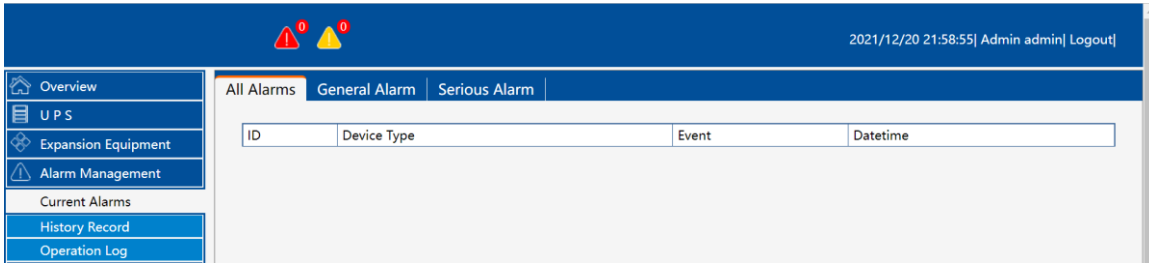 0 0
2021/12/20 21:58:55| Admin admin| Logout|
Overview
UPS
Expansion Equipment
Alarm Management
Current Alarms
History Record
Operation Log
All Alarms General Alarm Serious Alarm
ID Device Type Event Datetime